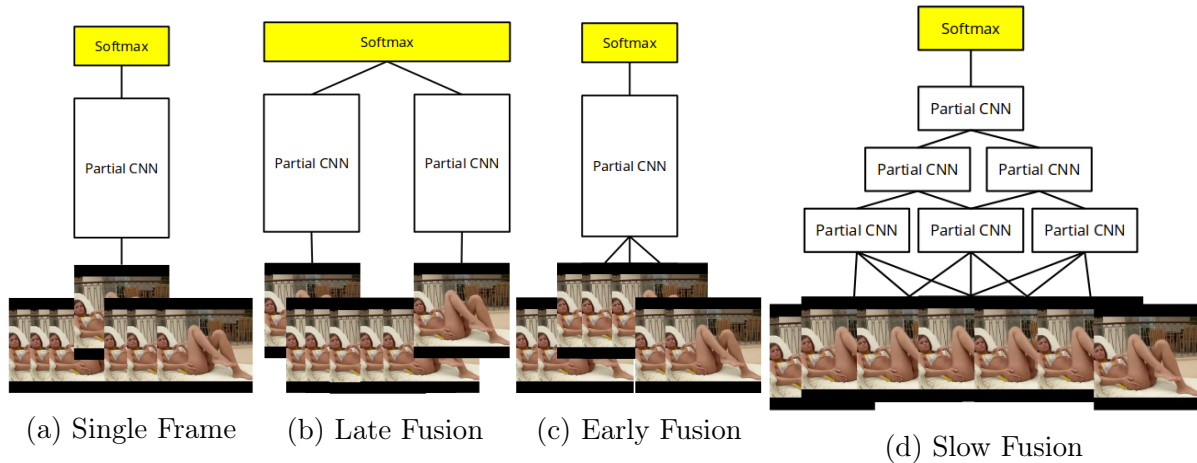 Softmax
Softmax
Softmax
Softmax
Partial CNN
Partial CNN
Partial CNN
Partial CNN
Partial CNN
Partial CNN
Partial CNN
Partial CNN
Partial CNN
Partial CNN
(a) Single Frame
(b) Late Fusion
(c) Early Fusion
(d) Slow Fusion